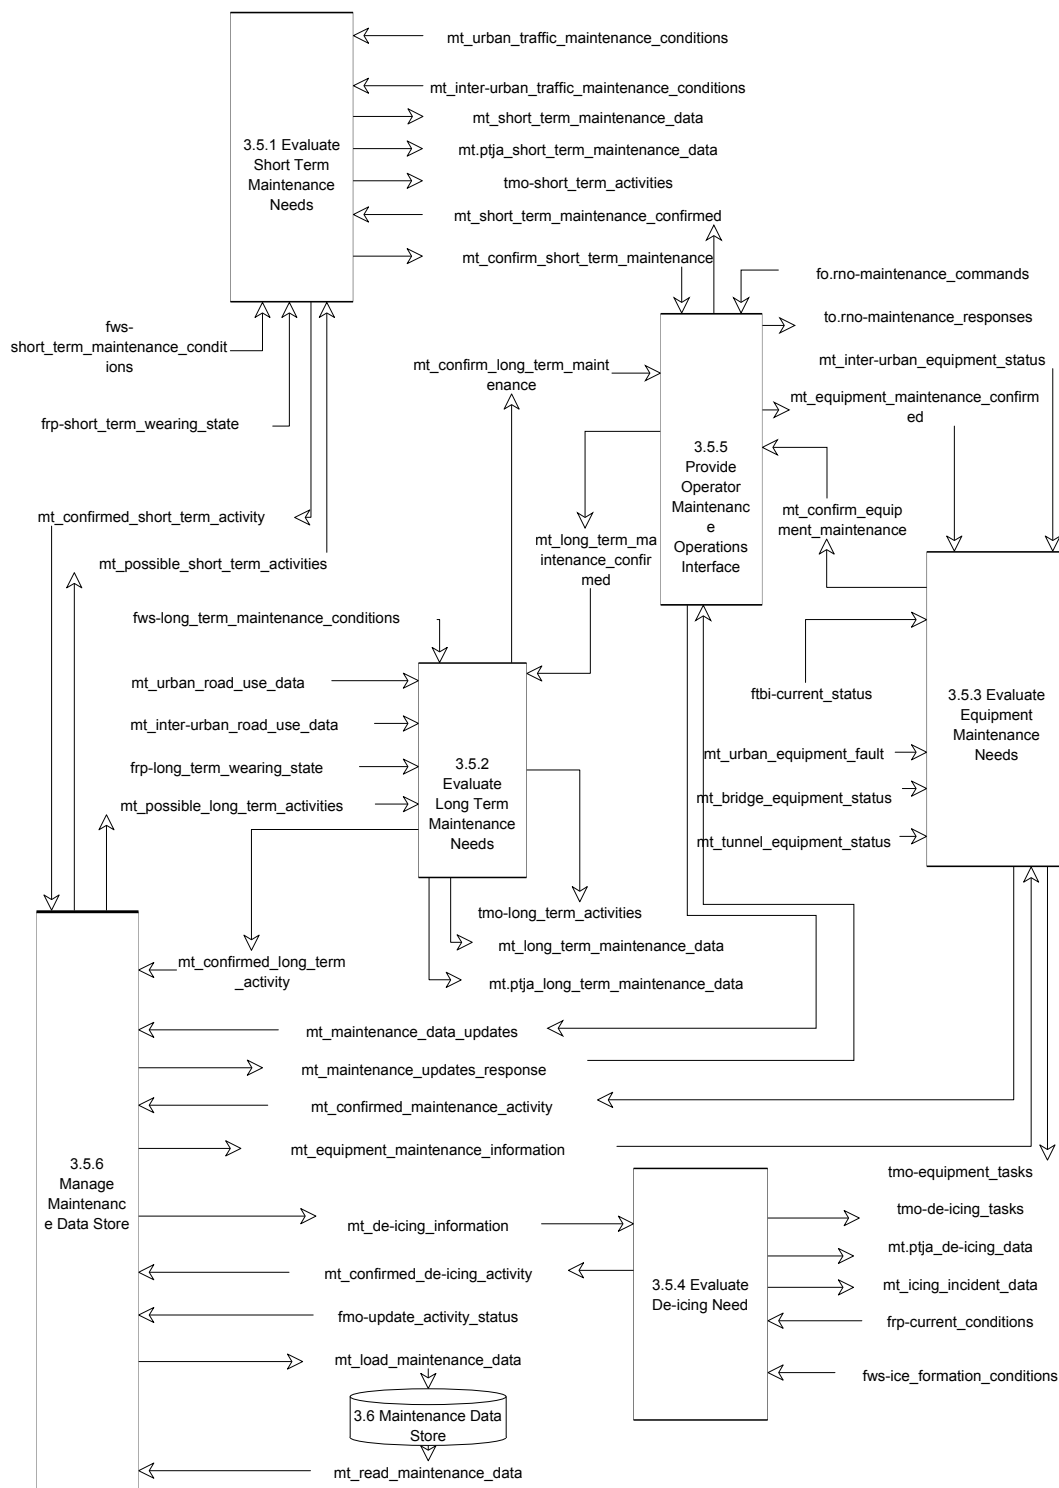 mt_urban_traffic_maintenance_conditions
mt_inter-urban_traffic_maintenance_conditions
mt_short_term_maintenance_data
3.5.1 Evaluate
Short Term
Maintenance
Needs
mt.ptja_short_term_maintenance_data
tmo-short_term_activities
mt_short_term_maintenance_confirmed
mt_confirm_short_term_maintenance
fo.rno-maintenance_commands
to.rno-maintenance_responses
fws-
short_term_maintenance_condit
ions
mt_confirm_long_term_maint
enance
mt_inter-urban_equipment_status
mt_equipment_maintenance_confirm
ed
frp-short_term_wearing_state
3.5.5
Provide
Operator
Maintenanc
e
Operations
Interface
mt_confirmed_short_term_activity
mt_confirm_equip
ment_maintenance
mt_long_term_ma
intenance_confir
med
mt_possible_short_term_activities
fws-long_term_maintenance_conditions
mt_urban_road_use_data
mt_inter-urban_road_use_data
frp-long_term_wearing_state
mt_possible_long_term_activities
3.5.2
Evaluate
Long Term
Maintenance
Needs
ftbi-current_status
3.5.3 Evaluate
Equipment
Maintenance
Needs
mt_urban_equipment_fault
mt_bridge_equipment_status
mt_tunnel_equipment_status
tmo-long_term_activities
mt_long_term_maintenance_data
mt.ptja_long_term_maintenance_data
mt_confirmed_long_term
_activity
mt_maintenance_data_updates
mt_maintenance_updates_response
mt_confirmed_maintenance_activity
mt_equipment_maintenance_information
3.5.6
Manage
Maintenanc
e Data Store
tmo-equipment_tasks
tmo-de-icing_tasks
mt_de-icing_information
mt.ptja_de-icing_data
mt_confirmed_de-icing_activity
3.5.4 Evaluate
De-icing Need
mt_icing_incident_data
fmo-update_activity_status
frp-current_conditions
mt_load_maintenance_data
fws-ice_formation_conditions
3.6 Maintenance Data
Store
mt_read_maintenance_data